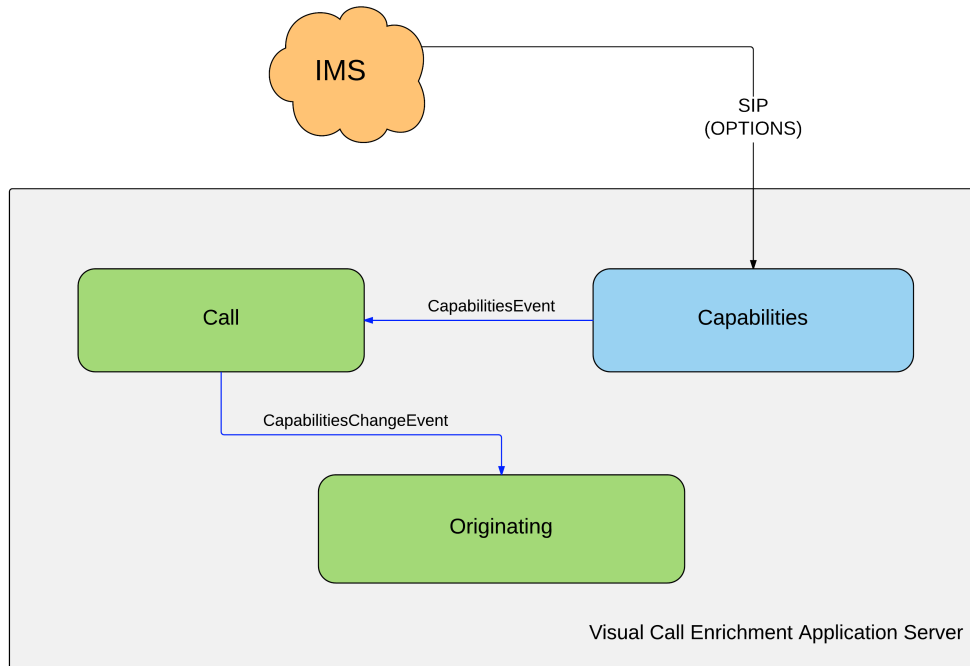 IMS
SIP
(OPTIONS)
Call
CapabilitiesEvent
Capabilities
CapabilitiesChangeEvent
Originating
Visual Call Enrichment Application Server